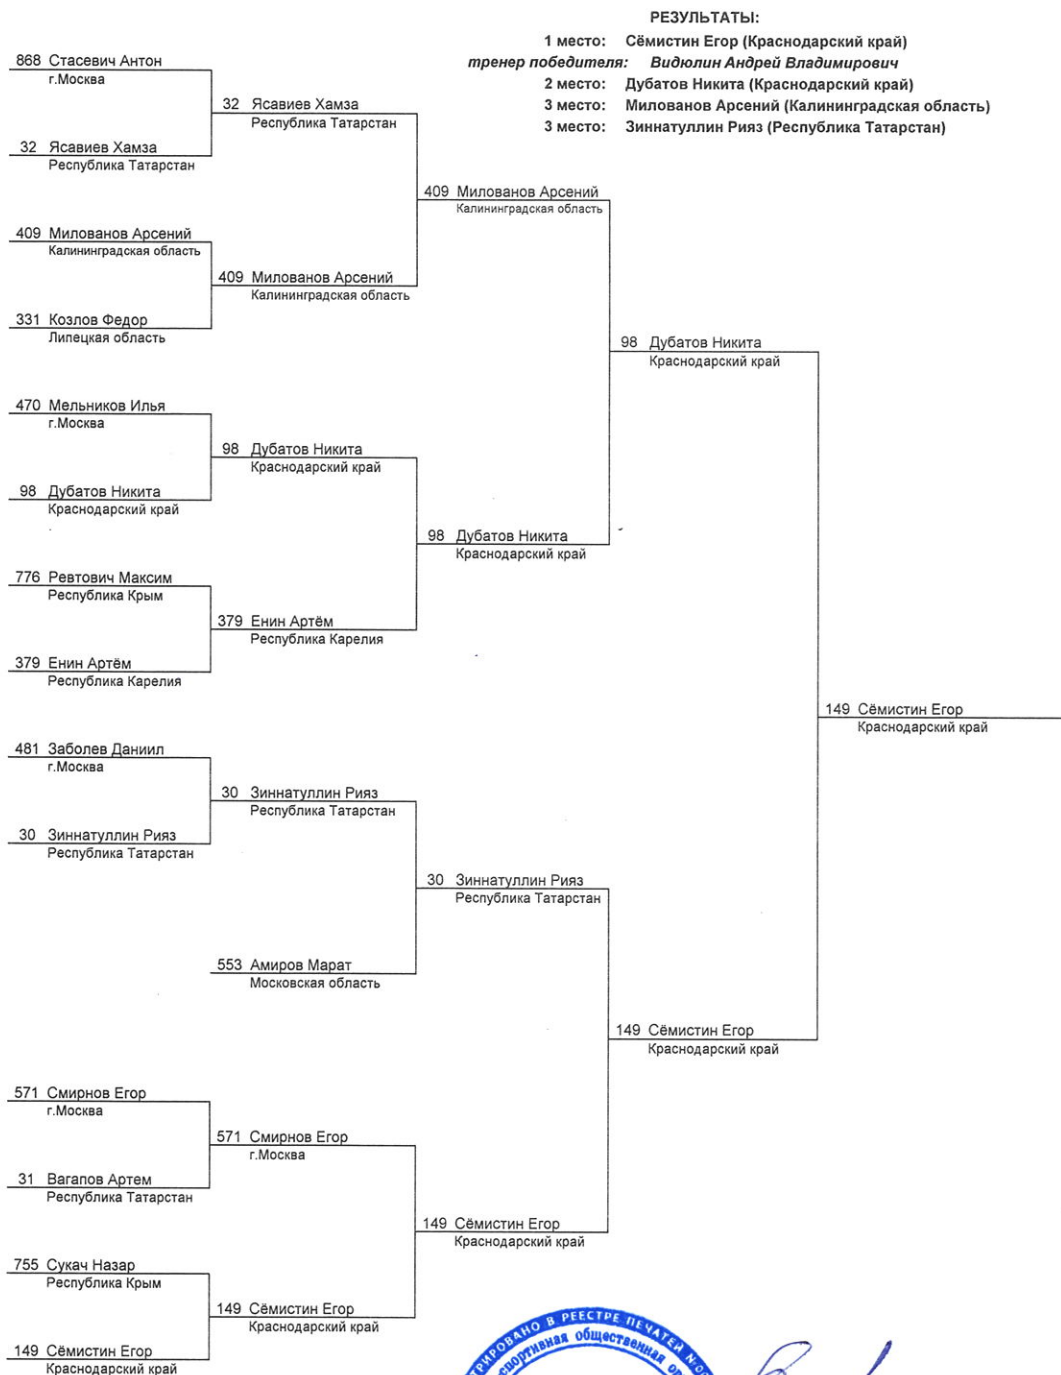 РЕЗУЛЬТАТЫ:
1 место: Сёмистин Егор (Краснодарский край)
тренер победителя: Видюлин Андрей Владимирович
2 место: Дубатов Никита (Краснодарский край)
3 место: Милованов Арсений (Калининградская область)
3 место: Зиннатуллин Рияз (Республика Татарстан)
868 Стасевич Антон
г.Москва
32 Ясавиев Хамза
Республика Татарстан
32 Ясавиев Хамза
Республика Татарстан
409 Милованов Арсений
Калининградская область
409 Милованов Арсений
Калининградская область
409 Милованов Арсений
Калининградская область
331 Козлов Федор
Липецкая область
98 Дубатов Никита
Краснодарский край
470 Мельников Илья
г.Москва
98 Дубатов Никита
Краснодарский край
98 Дубатов Никита
Краснодарский край
98 Дубатов Никита
Краснодарский край
776 Ревтович Максим
Республика Крым
379 Енин Артём
Республика Карелия
379 Енин Артём
Республика Карелия
149 Сёмистин Егор
Краснодарский край
481 Заболев Даниил
г.Москва
30 Зиннатуллин Рияз
Республика Татарстан
30 Зиннатуллин Рияз
Республика Татарстан
30 Зиннатуллин Рияз
Республика Татарстан
553 Амиров Марат
Московская область
149 Сёмистин Егор
Краснодарский край
571 Смирнов Егор
г.Москва
571 Смирнов Егор
г.Москва
31 Вагапов Артем
Республика Татарстан
149 Сёмистин Егор
Краснодарский край
755 Сукач Назар
Республика Крым
149 Сёмистин Егор
Краснодарский край
149 Сёмистин Егор
Краснодарский край
В РЕЕСТРЕ ПЕЧАТЕЙ
общественная